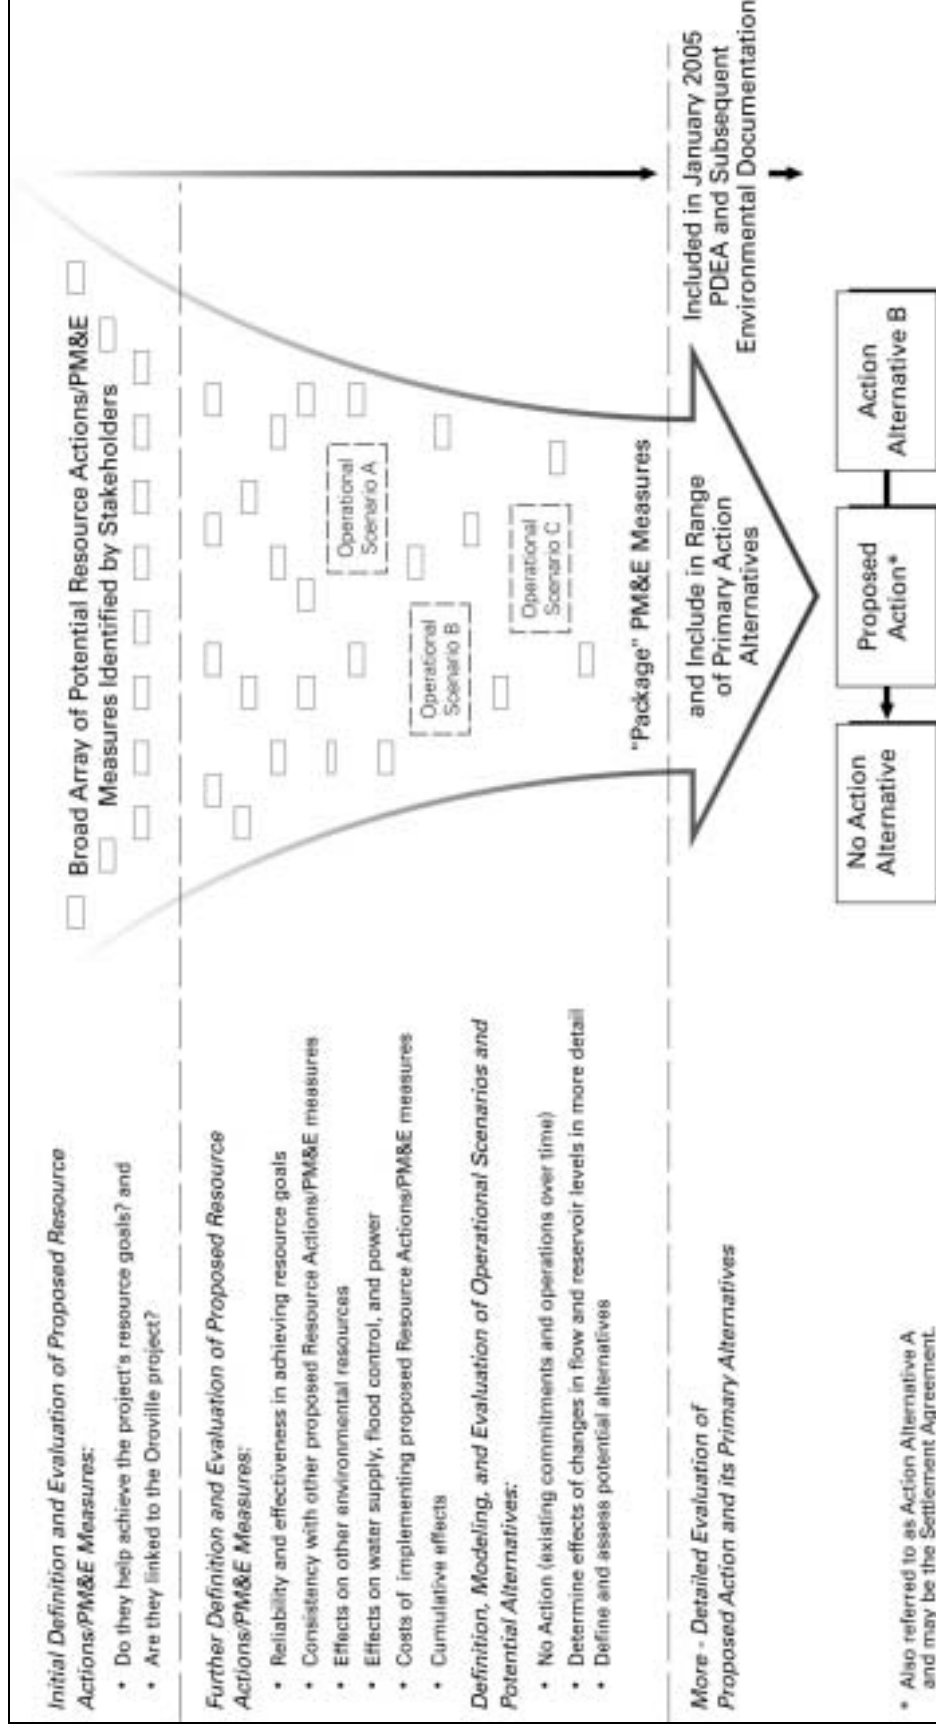 Initial Definition and Evaluation of Proposed Resource
Actions/PM&E Measures:
• Do they help achieve the project's resource goals? and
• Are they linked to the Oroville project?
Further Definition and Evaluation of Proposed Resource
Actions/PM&E Measures:
• Reliability and effectiveness in achieving resource goals
• Consistency with other proposed Resource Actions/PM&E measures
• Effects on other environmental resources
• Effects on water supply, flood control, and power
• Costs of implementing proposed Resource Actions/PM&E measures
• Cumulative effects
Definition, Modeling, and Evaluation of Operational Scenarios and
Potential Alternatives:
• No Action (existing commitments and operations over time)
• Determine effects of changes in flow and reservoir levels in more detail
• Define and assess potential alternatives
More - Detailed Evaluation of
Proposed Action and its Primary Alternatives
* Also referred to as Action Alternative A
and may be the Settlement Agreement.
Broad Array of Potential Resource Actions/PM&E
Measures Identified by Stakeholders
Operational
Scenario A
Operational
Scenario B
Operational
Scenario C
"Package" PM&E Measures
and Include in Range
of Primary Action
Alternatives
Included in January 2005
PDEA and Subsequent
Environmental Documentation
No Action
Alternative
Proposed
Action*
Action
Alternative B